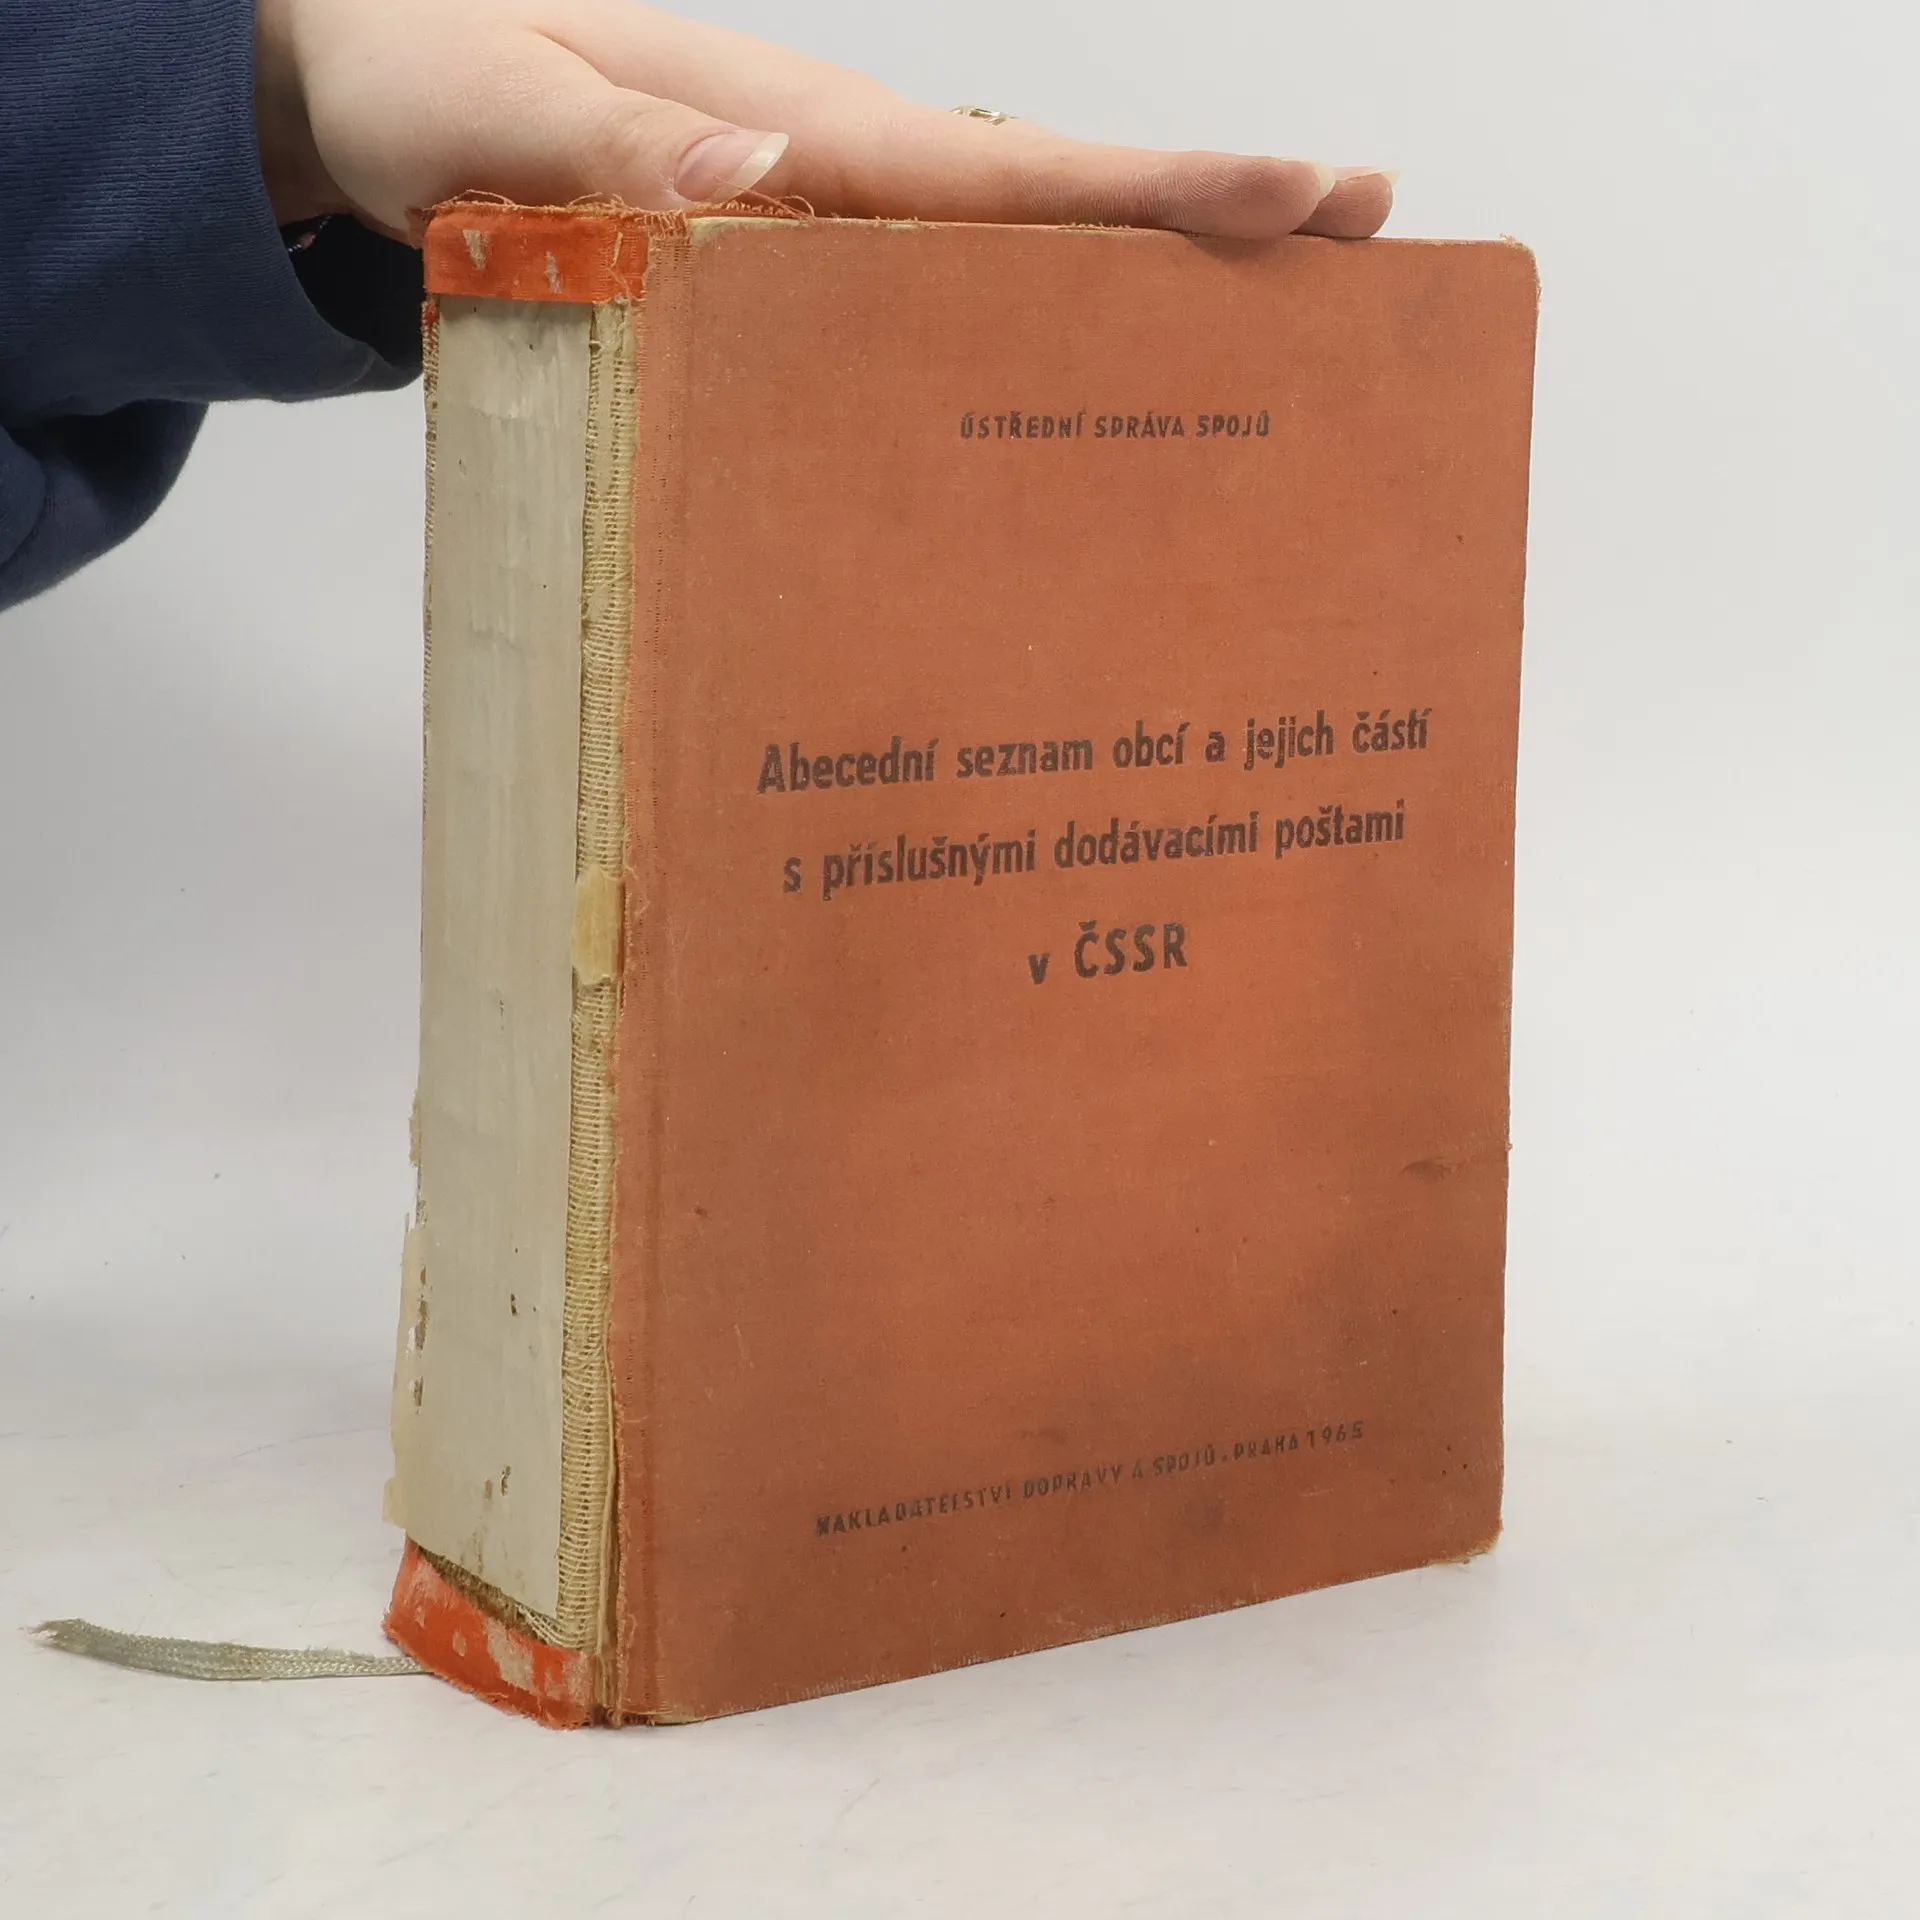 ÚSTŘEDNÍ SPRÁVA SPOJŮ
Abecední seznam obcí a jejich částí
s příslušnými dodávacími poštami
v ČSSR
NAKLADATELSTVÍ DOPRAVY A SPOJŮ. PRAHA 1965